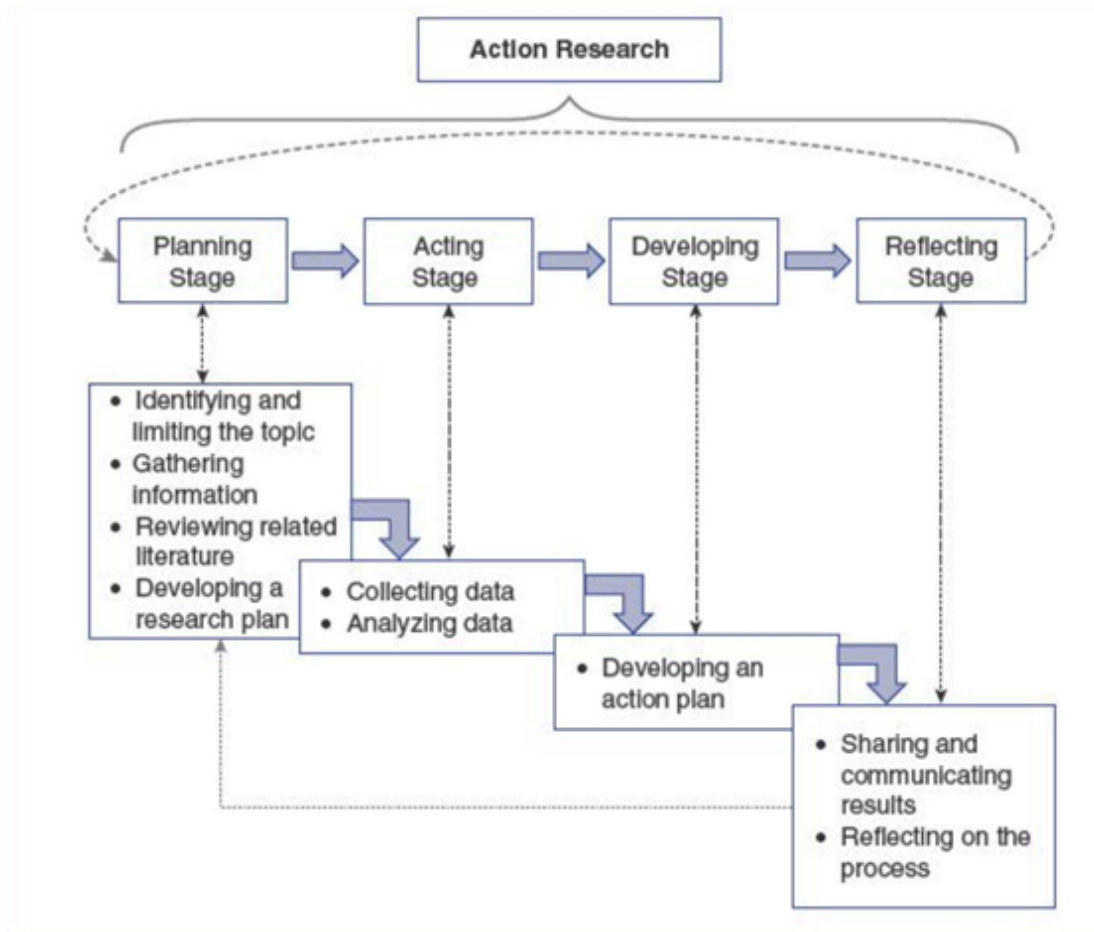 Action Research
Planning
Stage
Acting
Stage
Developing
Stage
Reflecting
Stage
• Identifying and
limiting the topic
• Gathering
information
• Reviewing related
literature
• Developing a
research plan
• Collecting data
• Analyzing data
• Developing an
action plan
• Sharing and
communicating
results
• Reflecting on the
process